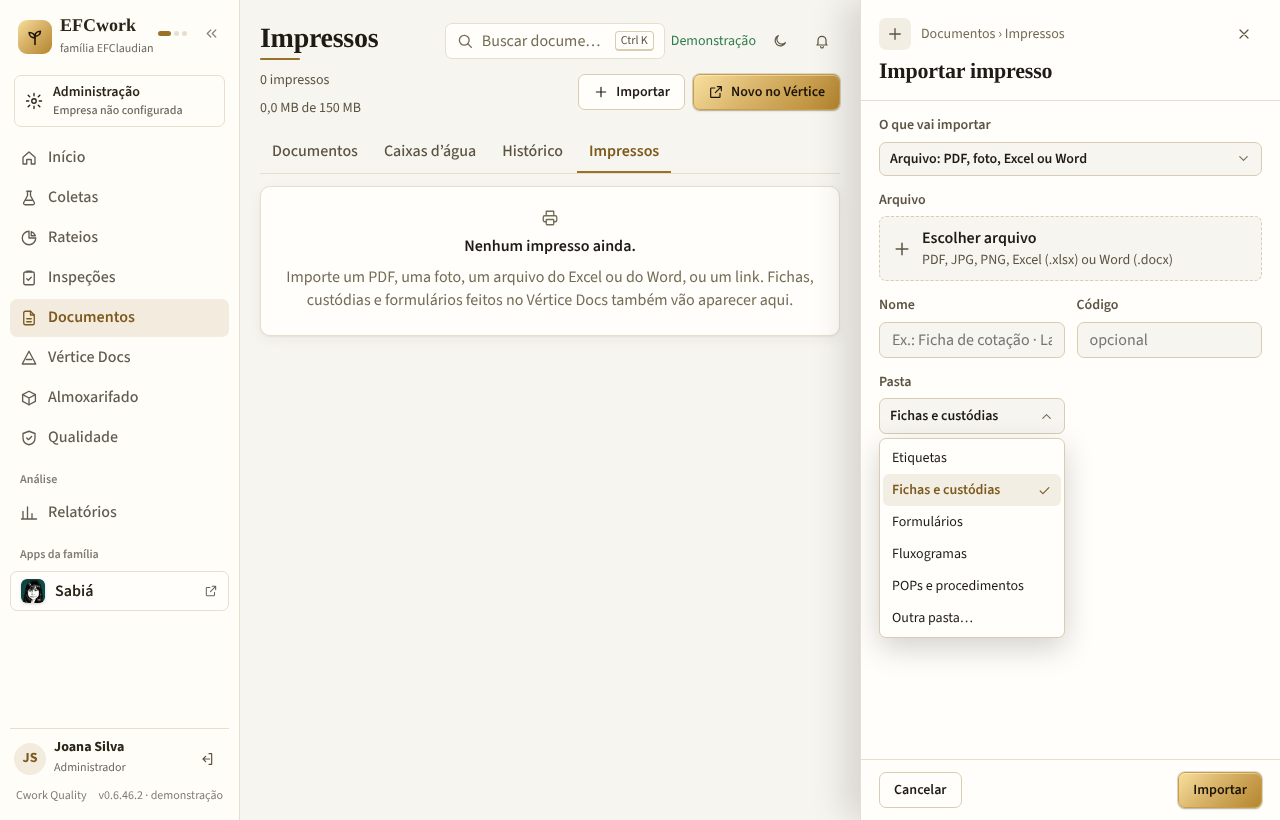 EFCwork
família EFClaudian
Administração
Empresa não configurada
Início
Coletas
Rateios
Inspeções
Documentos
Vértice Docs
Almoxarifado
Qualidade
Análise
Relatórios
Apps da família
Sabiá
JS
Joana Silva
Administrador
Cwork Quality v0.6.46.2 · demonstração
Impressos
Buscar docume…
Ctrl K
Demonstração
0 impressos
0,0 MB de 150 MB
Importar
Novo no Vértice
Documentos
Caixas d’água
Histórico
Impressos
Nenhum impresso ainda.
Importe um PDF, uma foto, um arquivo do Excel ou do Word, ou um link. Fichas,
custódias e formulários feitos no Vértice Docs também vão aparecer aqui.
Documentos › Impressos
Importar impresso
O que vai importar
Arquivo: PDF, foto, Excel ou Word
Arquivo
Escolher arquivo
PDF, JPG, PNG, Excel (.xlsx) ou Word (.docx)
Nome
Código
Ex.: Ficha de cotação · La
opcional
Pasta
Fichas e custódias
Etiquetas
Fichas e custódias
Formulários
Fluxogramas
POPs e procedimentos
Outra pasta…
Cancelar
Importar